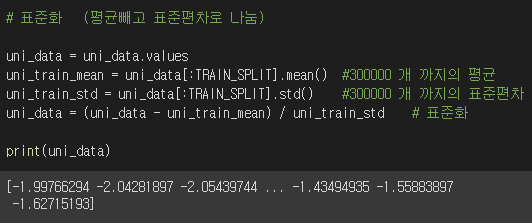 # 표준화  (평균빼고 표준편차로 나눔)
uni_data = uni_data.values
uni_train_mean = uni_data[:TRAIN_SPLIT].mean()  #300000 개 까지의 평균
uni_train_std = uni_data[:TRAIN_SPLIT].std()  #300000 개 까지의 표준편차
uni_data = (uni_data - uni_train_mean) / uni_train_std  # 표준화
print(uni_data)
[-1.99766294 -2.04281897 -2.05439744 ... -1.43494935 -1.55883897
-1.62715193]